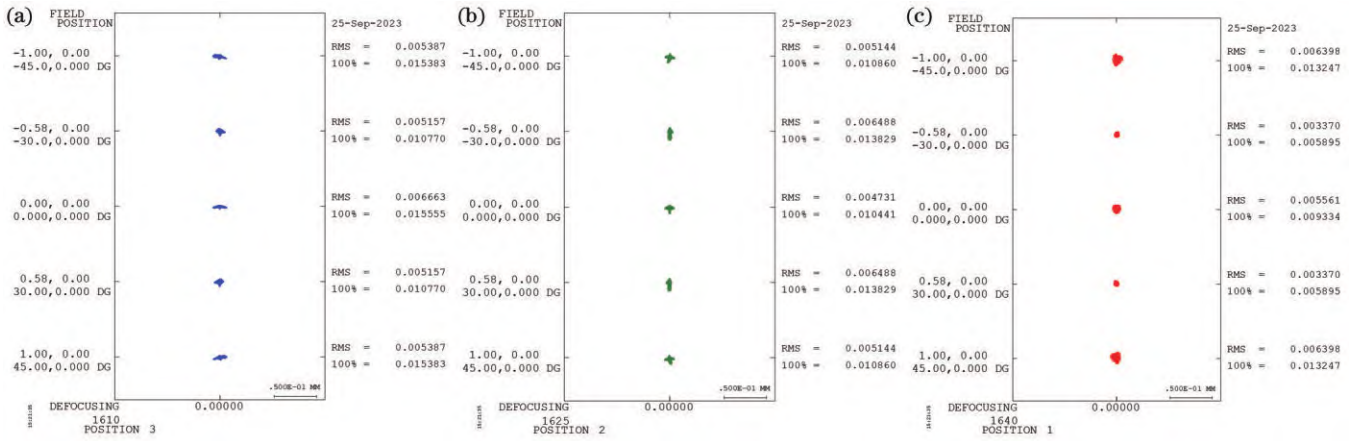 (a)
FIELD
POSITION
25-Sep-2023
-1.00, 0.00
-45.0,0.000 DG
RMS = 0.005387
100% = 0.015383
-0.58, 0.00
-30.0,0.000 DG
RMS = 0.005157
100% = 0.010770
0.00, 0.00
0.000,0.000 DG
RMS = 0.006663
100% = 0.015555
0.58, 0.00
30.00,0.000 DG
RMS = 0.005157
100% = 0.010770
1.00, 0.00
45.00,0.000 DG
RMS = 0.005387
100% = 0.015383
.500E-01 MM
DEFOCUSING 0.00000
1610
POSITION 3
(b)
FIELD
POSITION
25-Sep-2023
-1.00, 0.00
-45.0,0.000 DG
RMS = 0.005144
100% = 0.010860
-0.58, 0.00
-30.0,0.000 DG
RMS = 0.006488
100% = 0.013829
0.00, 0.00
0.000,0.000 DG
RMS = 0.004731
100% = 0.010441
0.58, 0.00
30.00,0.000 DG
RMS = 0.006488
100% = 0.013829
1.00, 0.00
45.00,0.000 DG
RMS = 0.005144
100% = 0.010860
.500E-01 MM
DEFOCUSING 0.00000
1625
POSITION 2
(c)
FIELD
POSITION
25-Sep-2023
-1.00, 0.00
-45.0,0.000 DG
RMS = 0.006398
100% = 0.013247
-0.58, 0.00
-30.0,0.000 DG
RMS = 0.003370
100% = 0.005895
0.00, 0.00
0.000,0.000 DG
RMS = 0.005561
100% = 0.009334
0.58, 0.00
30.00,0.000 DG
RMS = 0.003370
100% = 0.005895
1.00, 0.00
45.00,0.000 DG
RMS = 0.006398
100% = 0.013247
.500E-01 MM
DEFOCUSING 0.00000
1640
POSITION 1